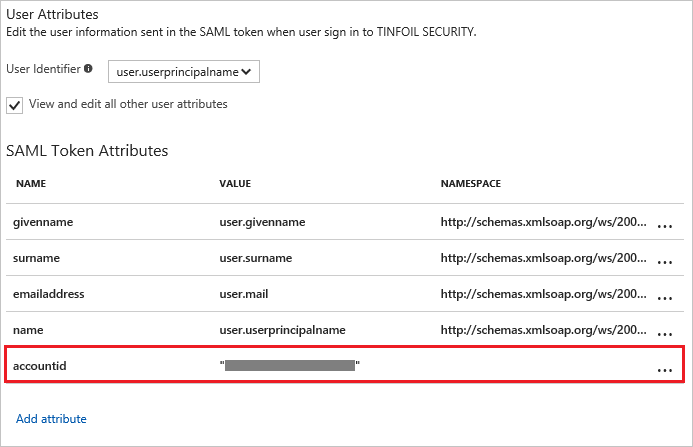 User Attributes
Edit the user information sent in the SAML token when user sign in to TINFOIL SECURITY.
User Identifier
user.userprincipalname
View and edit all other user attributes
SAML Token Attributes
NAME VALUE NAMESPACE
givenname user.givenname http://schemas.xmlsoap.org/ws/200... ...
surname user.surname http://schemas.xmlsoap.org/ws/200... ...
emailaddress user.mail http://schemas.xmlsoap.org/ws/200... ...
name user.userprincipalname http://schemas.xmlsoap.org/ws/200... ...
accountid " " ...
Add attribute